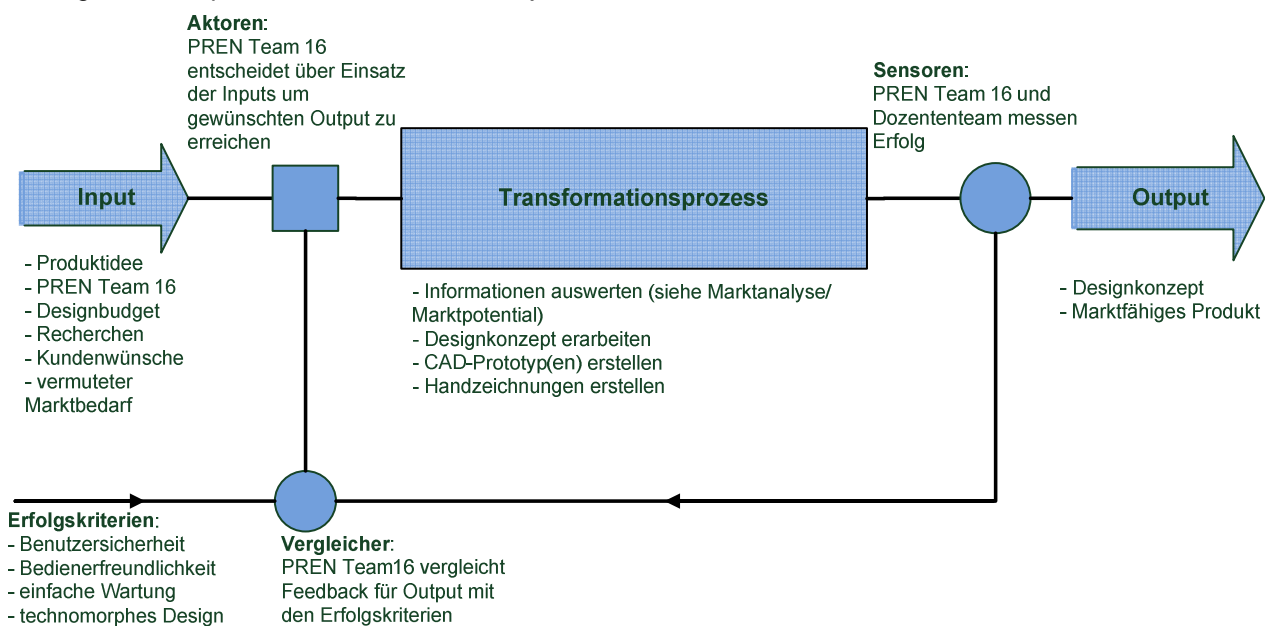 Aktoren:
PREN Team 16
entscheidet über Einsatz
der Inputs um
gewünschten Output zu
erreichen
Sensoren:
PREN Team 16 und
Dozententeam messen
Erfolg
Input
Transformationsprozess
Output
- Produktidee
- PREN Team 16
- Designbudget
- Recherchen
- Kundenwünsche
- vermuteter
Marktbedarf
- Informationen auswerten (siehe Marktanalyse/
Marktpotential)
- Designkonzept erarbeiten
- CAD-Prototyp(en) erstellen
- Handzeichnungen erstellen
- Designkonzept
- Marktfähiges Produkt
Erfolgskriterien:
- Benutzersicherheit
- Bedienerfreundlichkeit
- einfache Wartung
- technomorphes Design
Vergleicher:
PREN Team16 vergleicht
Feedback für Output mit
den Erfolgskriterien